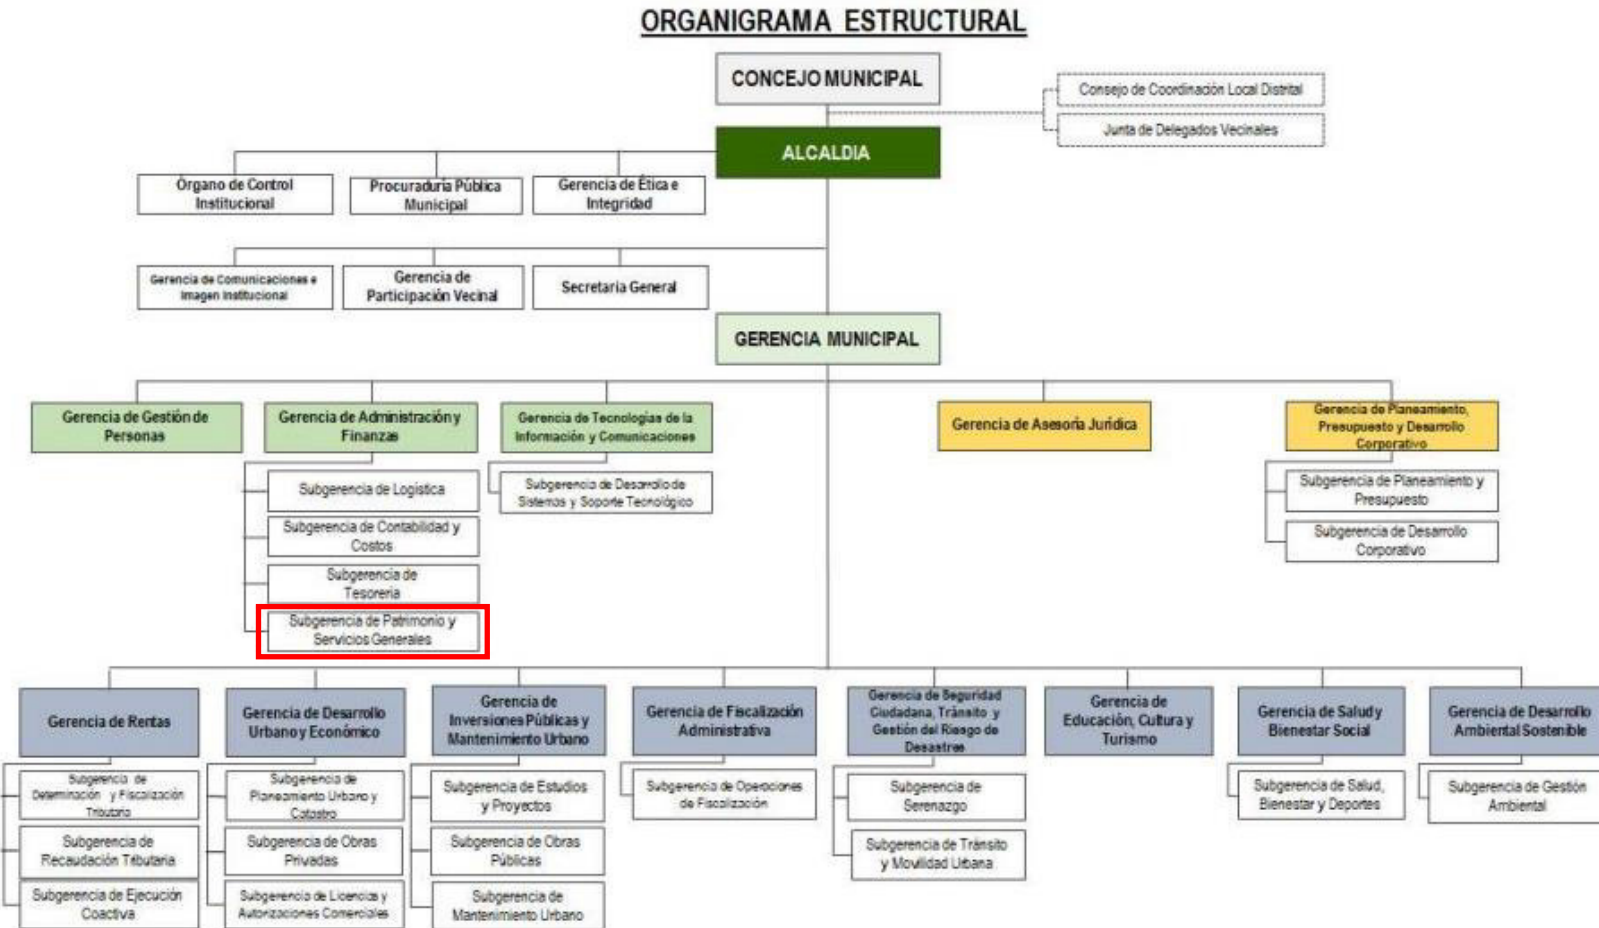 ORGANIGRAMA ESTRUCTURAL
CONCEJO MUNICIPAL
Consejo de Coordinación Local Distrital
Junta de Delegados Vecinales
ALCALDIA
Órgano de Control
Institucional
Procuraduría Pública
Municipal
Gerencia de Ética e
Integridad
Gerencia de Comunicaciones e
Imagen Institucional
Gerencia de
Participación Vecinal
Secretaria General
GERENCIA MUNICIPAL
Gerencia de Gestión de
Personas
Gerencia de Administración y
Finanzas
Gerencia de Tecnologías de la
Información y Comunicaciones
Gerencia de Asesoría Jurídica
Gerencia de Planeamiento,
Presupuesto y Desarrollo
Corporativo
Subgerencia de Logística
Subgerencia de Contabilidad y
Costos
Subgerencia de
Tesorería
Subgerencia de Patrimonio y
Servicios Generales
Subgerencia de Desarrollo de
Sistemas y Soporte Tecnológico
Subgerencia de Planeamiento y
Presupuesto
Subgerencia de Desarrollo
Corporativo
Gerencia de Rentas
Gerencia de Desarrollo
Urbano y Económico
Gerencia de
Inversiones Públicas y
Mantenimiento Urbano
Gerencia de Fiscalización
Administrativa
Gerencia de Seguridad
Ciudadana, Tránsito y
Gestión del Riesgo de
Desastres
Gerencia de
Educación, Cultura y
Turismo
Gerencia de Salud y
Bienestar Social
Gerencia de Desarrollo
Ambiental Sostenible
Subgerencia de
Determinación y Fiscalización
Tributaria
Subgerencia de
Recaudación Tributaria
Subgerencia de Ejecución
Coactiva
Subgerencia de
Planeamiento Urbano y
Catastro
Subgerencia de Obras
Privadas
Subgerencia de Licencias y
Autorizaciones Comerciales
Subgerencia de Estudios
y Proyectos
Subgerencia de Obras
Públicas
Subgerencia de
Mantenimiento Urbano
Subgerencia de Operaciones
de Fiscalización
Subgerencia de
Serenazgo
Subgerencia de Tránsito
y Movilidad Urbana
Subgerencia de Salud,
Bienestar y Deportes
Subgerencia de Gestión
Ambiental